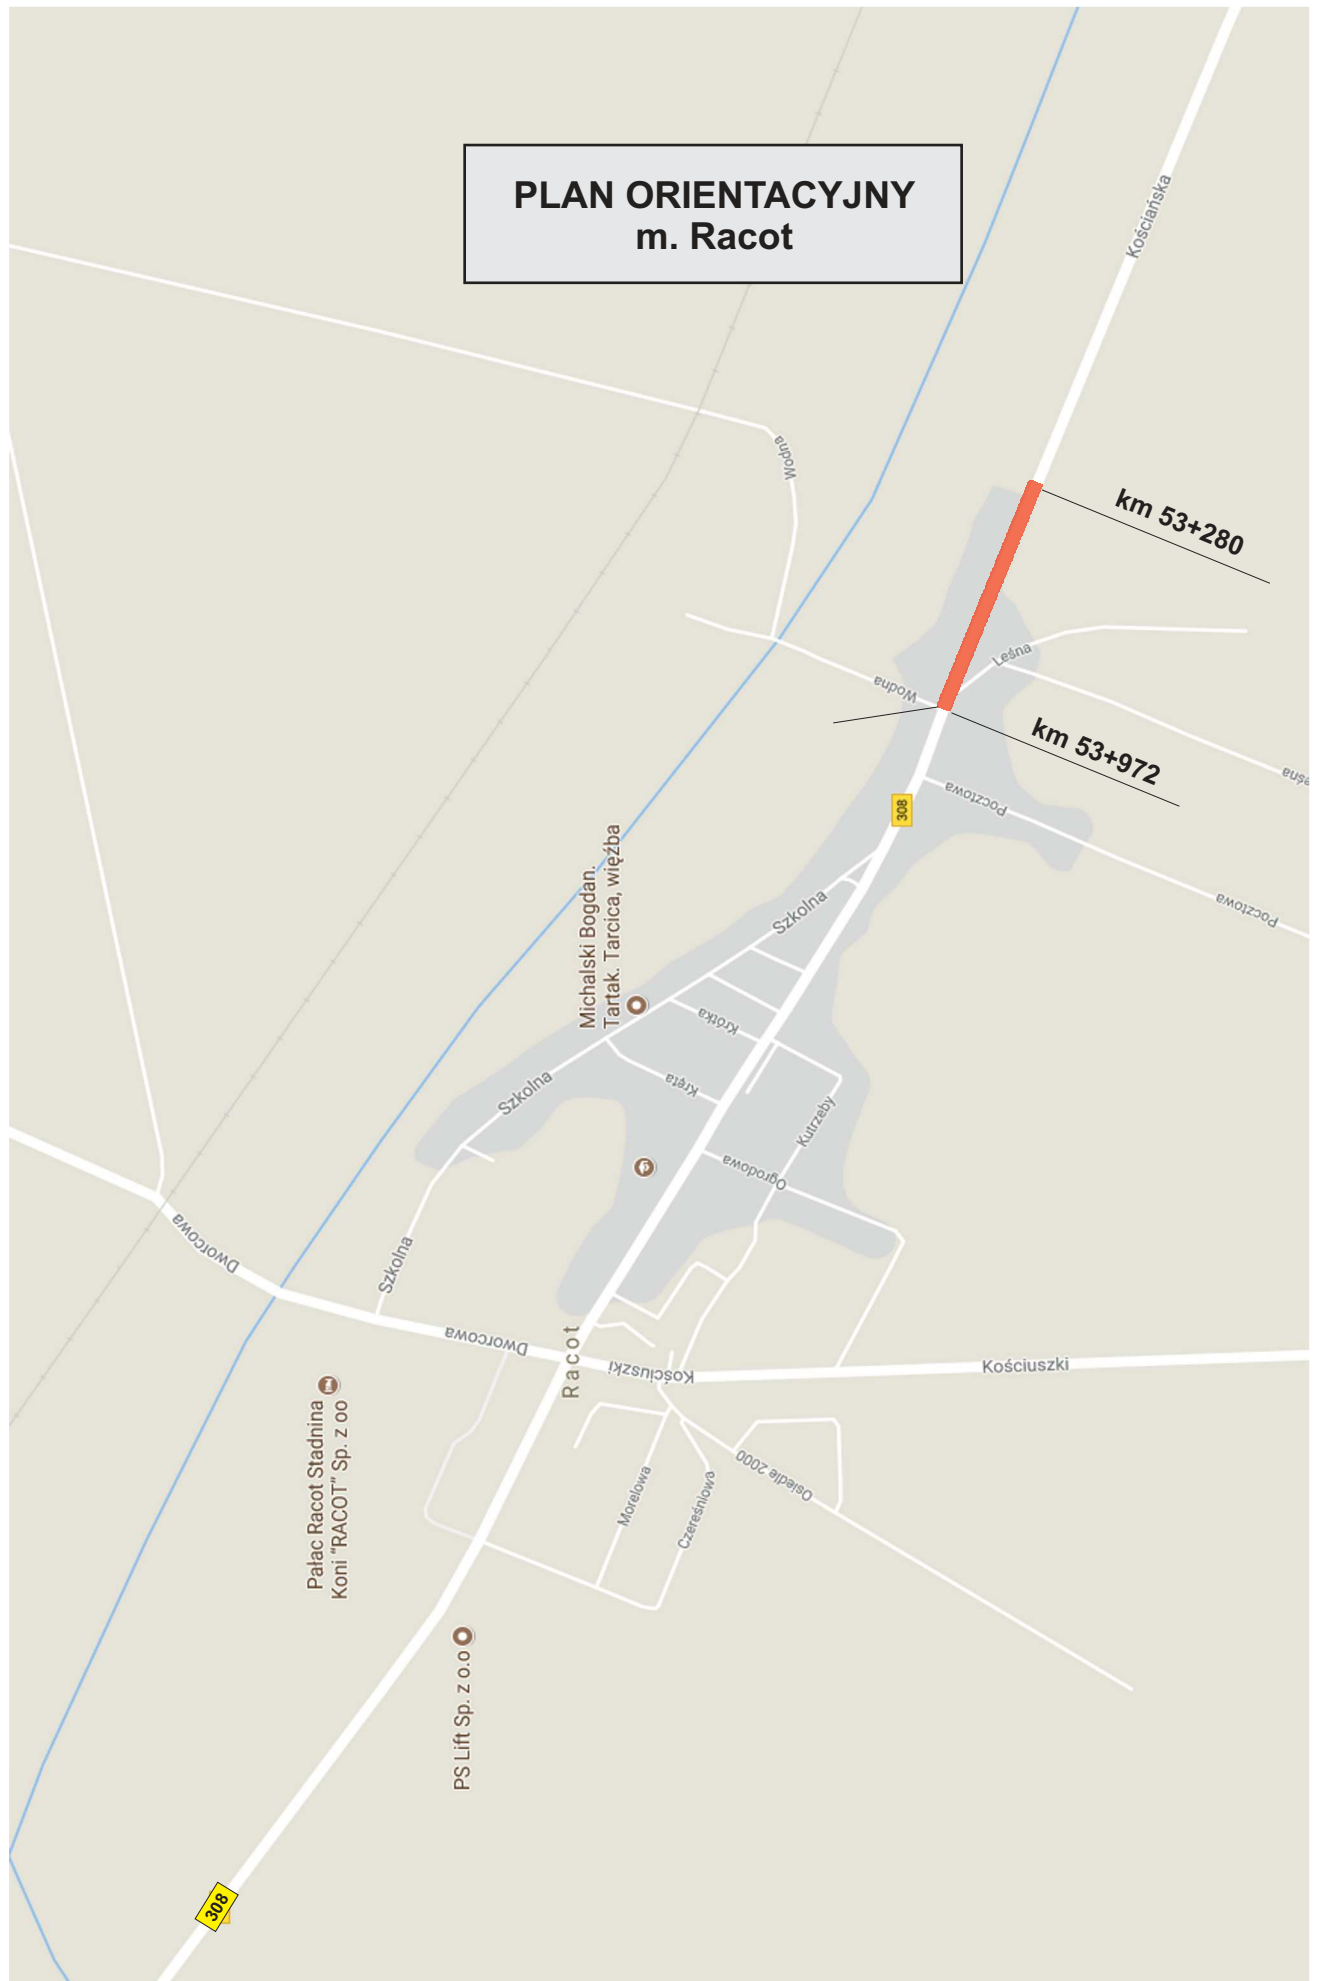 PLAN ORIENTACYJNY
m. Racot
Kościańska
Wodna
km 53+280
Leśna
Wodna
km 53+972
eśna
Pocztowa
308
Pocztowa
Michalski Bogdan.
Tartak. Tarcica, więźba
Szkolna
Krótka
Kręta
Szkolna
Kutrzeby
Ogrodowa
Dworcowa
Szkolna
Dworcowa
Racot
Kościuszki
Kościuszki
Pałac Racot Stadnina
Koni "RACOT" Sp. z oo
Morelowa
Czereśniowa
Osiedle 2000
PS Lift Sp. z o.o
308